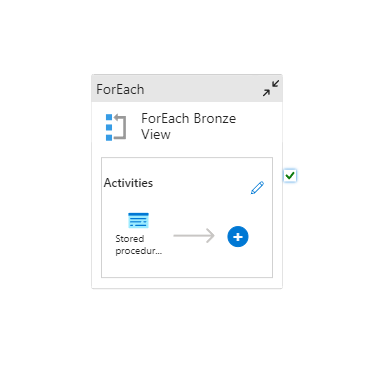 ForEach
ForEach Bronze
View
Activities
Stored
procedur...